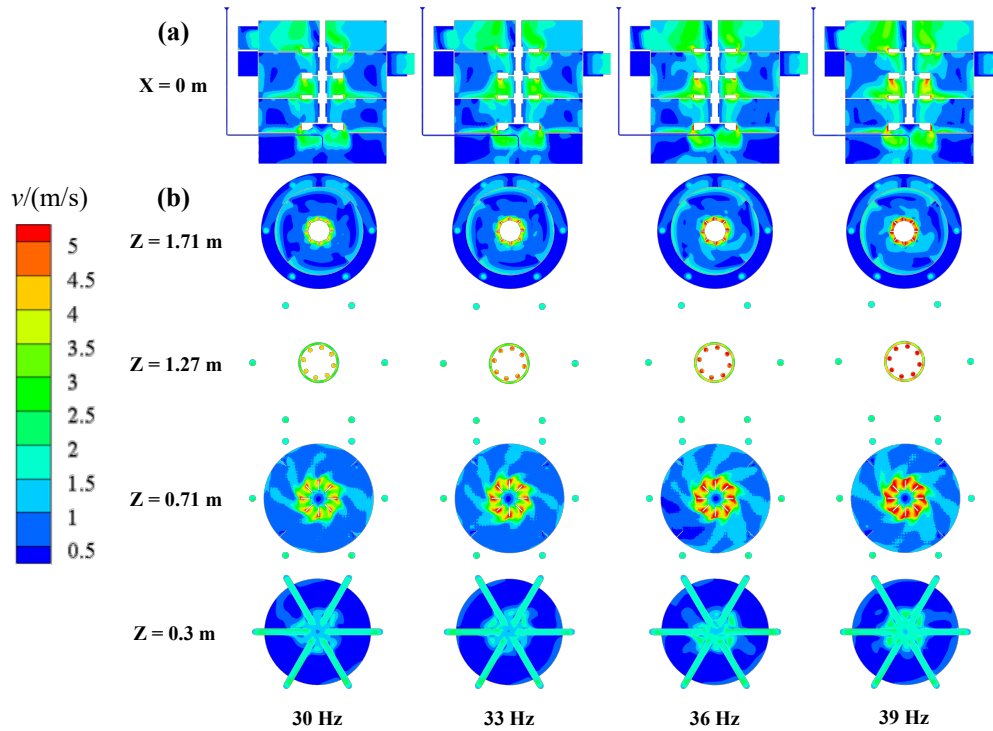 (a)
X = 0 m
v/(m/s)
5
4.5
4
3.5
3
2.5
2
1.5
1
0.5
(b)
Z = 1.71 m
Z = 1.27 m
Z = 0.71 m
Z = 0.3 m
30 Hz 33 Hz 36 Hz 39 Hz